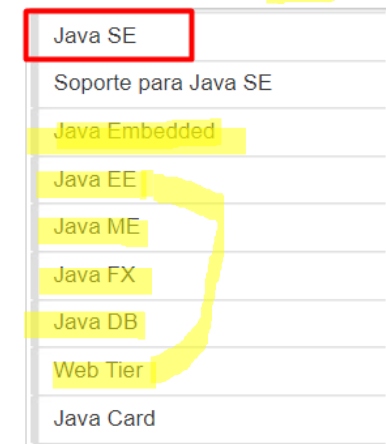 Java SE
Soporte para Java SE
Java Embedded
Java EE
Java ME
Java FX
Java DB
Web Tier
Java Card